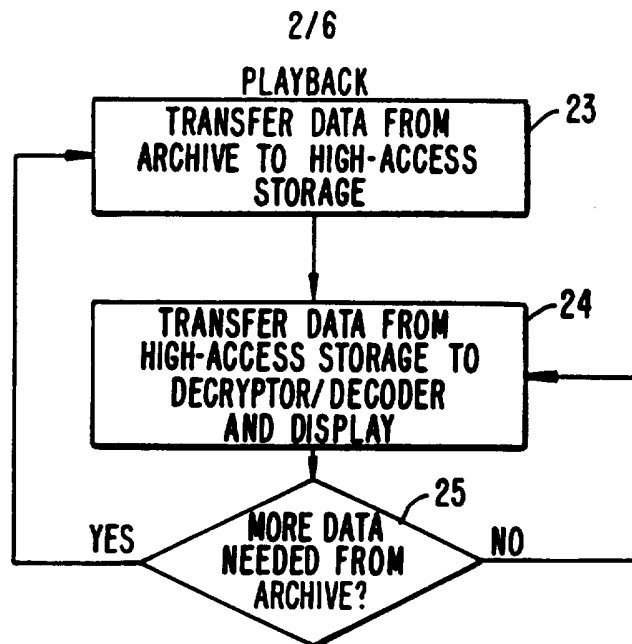 2/6
PLAYBACK
TRANSFER DATA FROM
ARCHIVE TO HIGH-ACCESS
STORAGE
23
TRANSFER DATA FROM
HIGH-ACCESS STORAGE TO
DECRYPTOR/DECODER
AND DISPLAY
24
MORE DATA
NEEDED FROM
ARCHIVE?
25
YES
NO